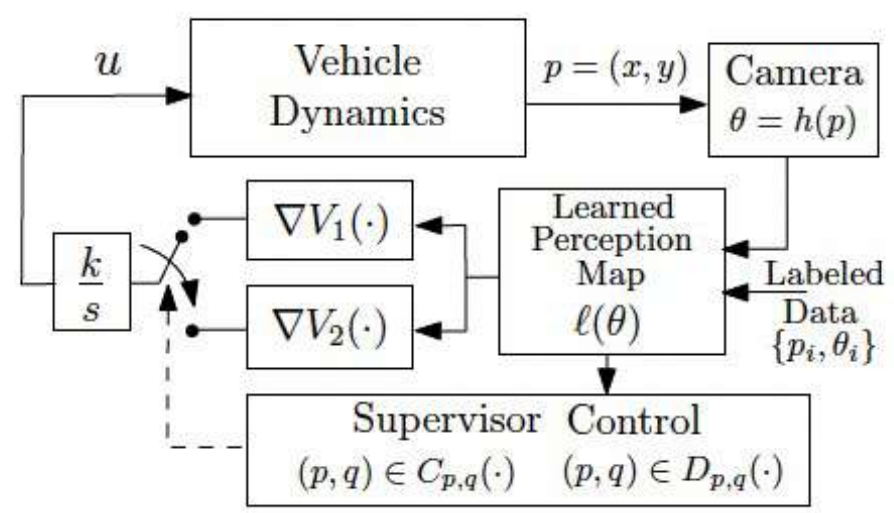 u
Vehicle
Dynamics
p = (x, y)
Camera
θ = h(p)
k
s
∇V₁(·)
∇V₂(·)
Learned
Perception
Map
ℓ(θ)
Labeled
Data
{pᵢ, θᵢ}
Supervisor Control
(p, q) ∈ C_{p,q}(·) (p, q) ∈ D_{p,q}(·)